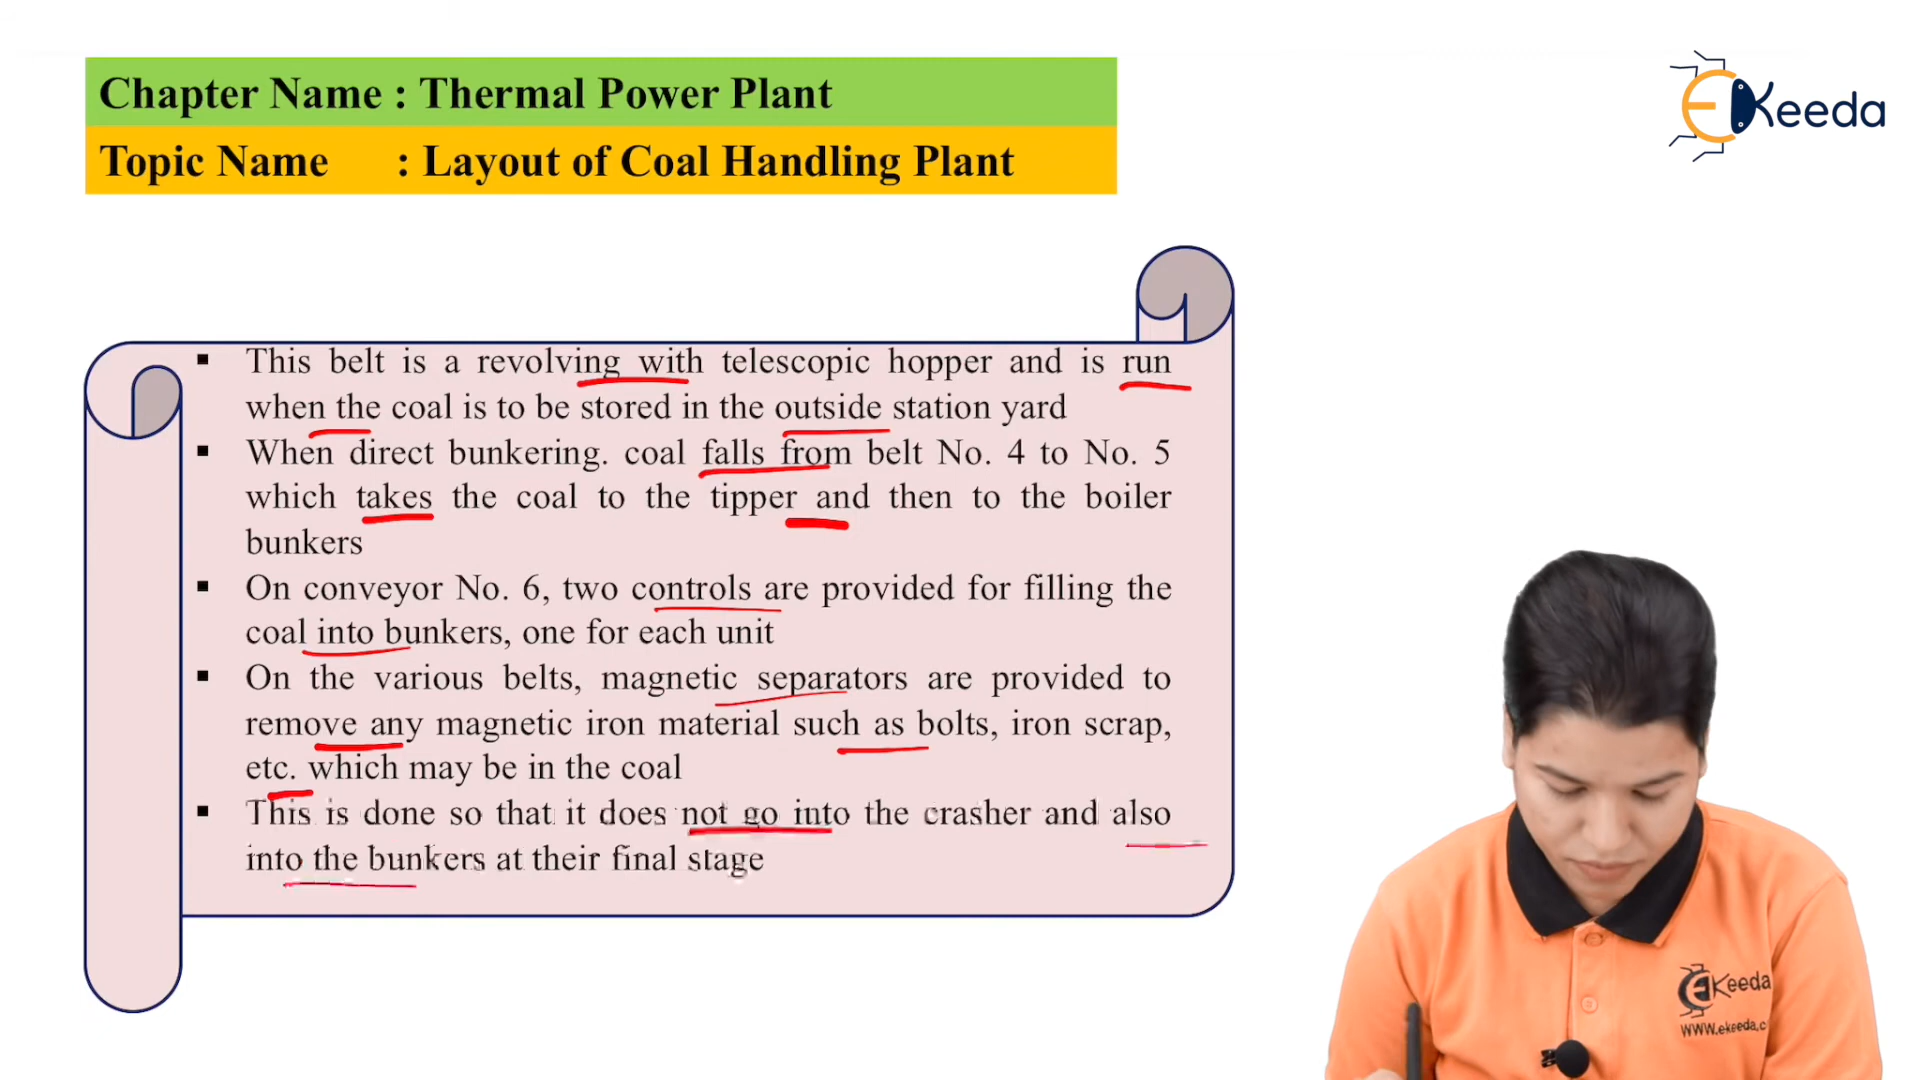 Chapter Name : Thermal Power Plant
Topic Name : Layout of Coal Handling Plant
EKeeda
This belt is a revolving with telescopic hopper and is run
when the coal is to be stored in the outside station yard
When direct bunkering. coal falls from belt No. 4 to No. 5
which takes the coal to the tipper and then to the boiler
bunkers
On conveyor No. 6, two controls are provided for filling the
coal into bunkers, one for each unit
On the various belts, magnetic separators are provided to
remove any magnetic iron material such as bolts, iron scrap,
etc. which may be in the coal
This is done so that it does not go into the crasher and also
into the bunkers at their final stage
EKeeda
www.ekeeda.c